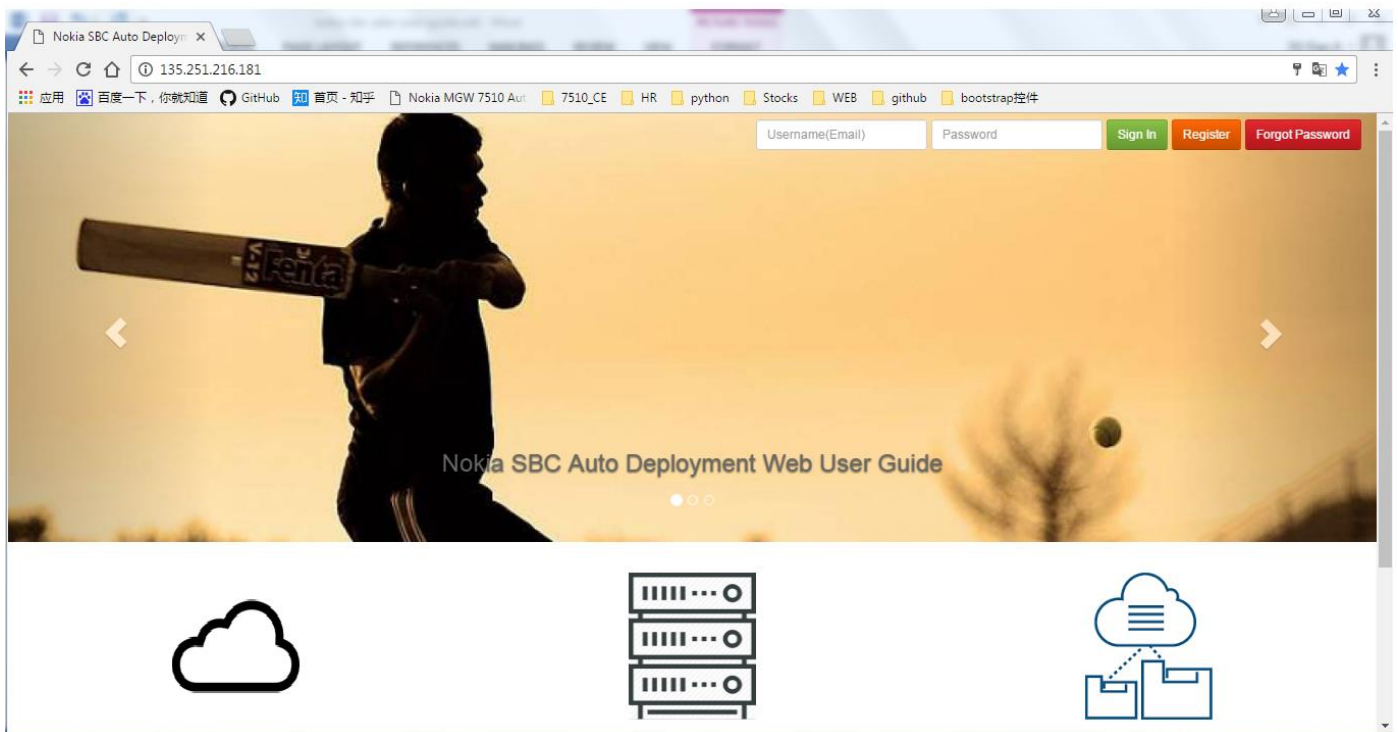 Nokia SBC Auto Deploym
135.251.216.181
应用 百度一下，你就知道 GitHub 知 首页 - 知乎 Nokia MGW 7510 Aut 7510_CE HR python Stocks WEB github bootstrap控件
Username(Email) Password Sign In Register Forgot Password
V-12
Fenta
Nokia SBC Auto Deployment Web User Guide